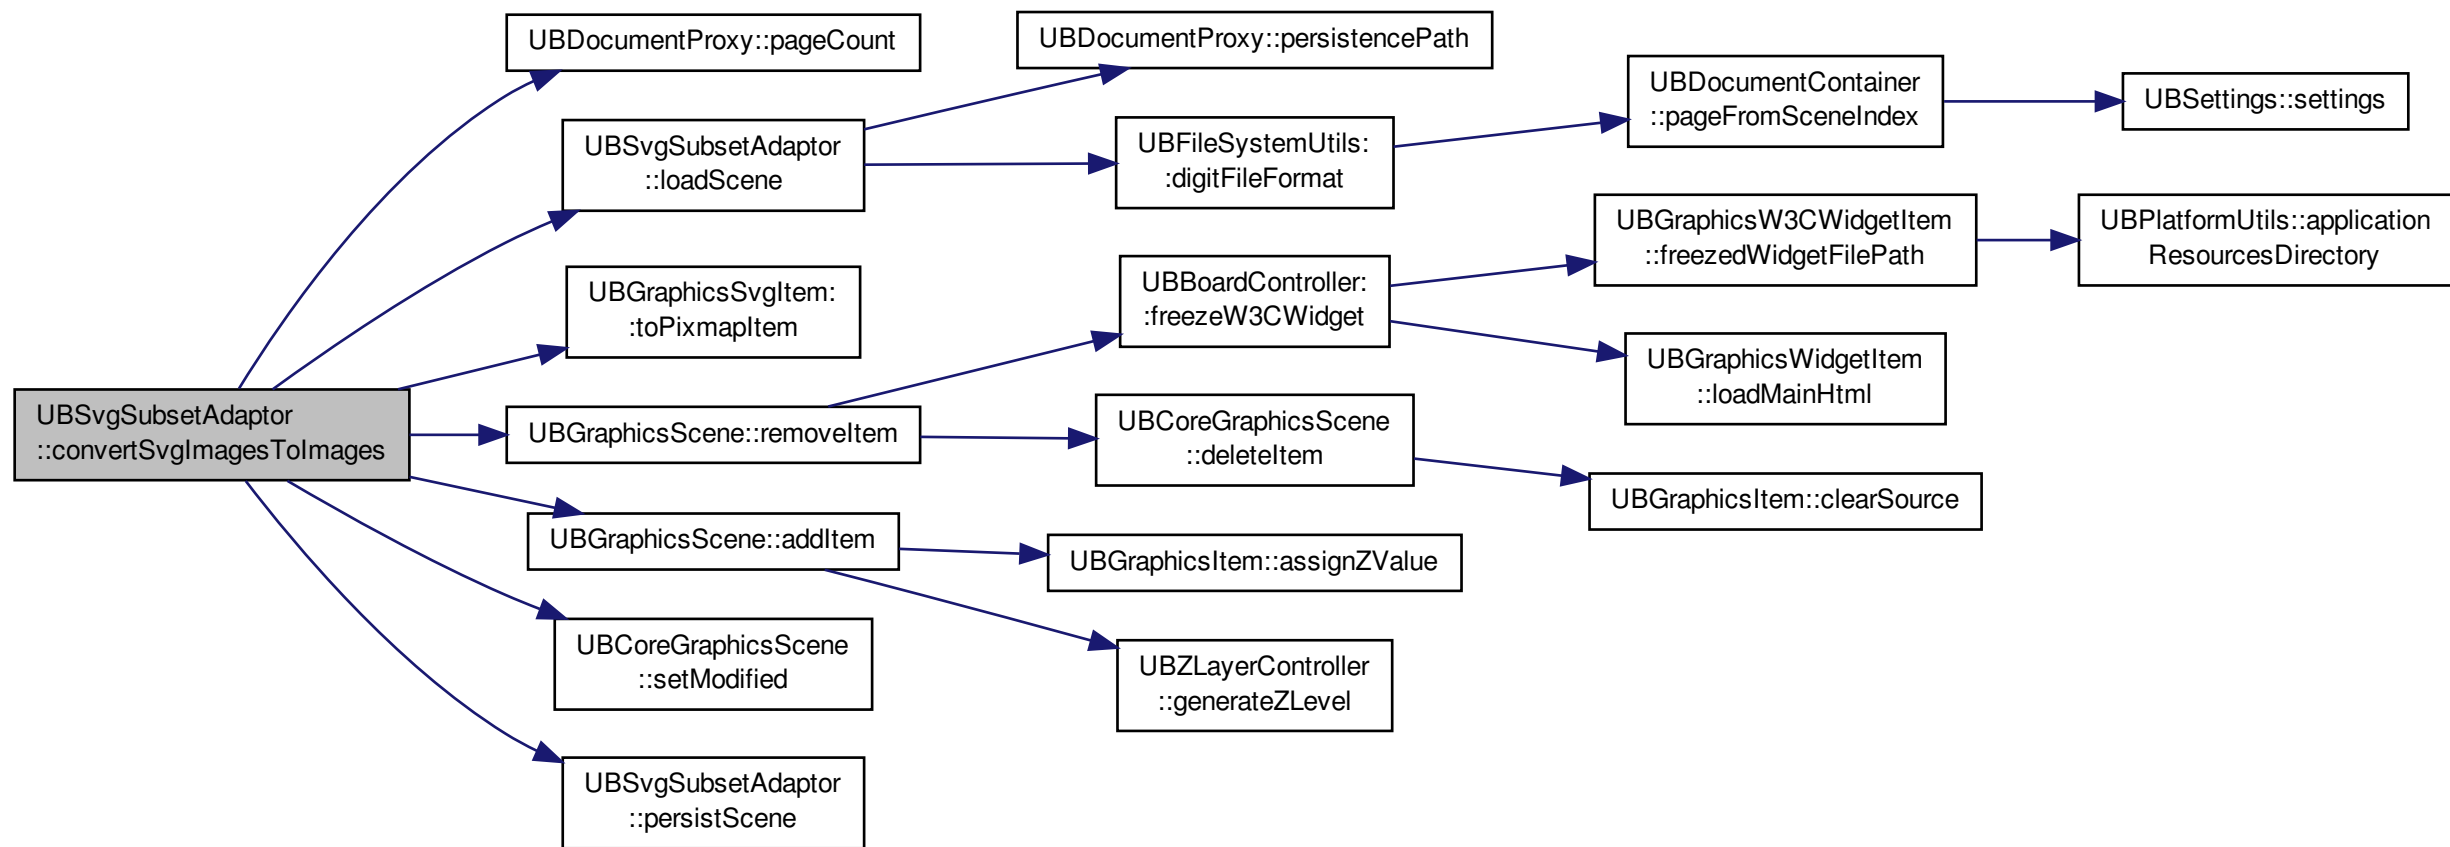 UBDocumentProxy::pageCount
UBDocumentProxy::persistencePath
UBDocumentContainer
::pageFromSceneIndex
UBSettings::settings
UBSvgSubsetAdaptor
::loadScene
UBFileSystemUtils:
:digitFileFormat
UBGraphicsW3CWidgetItem
::freezedWidgetFilePath
UBPlatformUtils::application
ResourcesDirectory
UBGraphicsSvgItem:
:toPixmapItem
UBBoardController:
:freezeW3CWidget
UBGraphicsWidgetItem
::loadMainHtml
UBSvgSubsetAdaptor
::convertSvgImagesToImages
UBGraphicsScene::removeItem
UBCoreGraphicsScene
::deleteItem
UBGraphicsItem::clearSource
UBGraphicsScene::addItem
UBGraphicsItem::assignZValue
UBCoreGraphicsScene
::setModified
UBZLayerController
::generateZLevel
UBSvgSubsetAdaptor
::persistScene